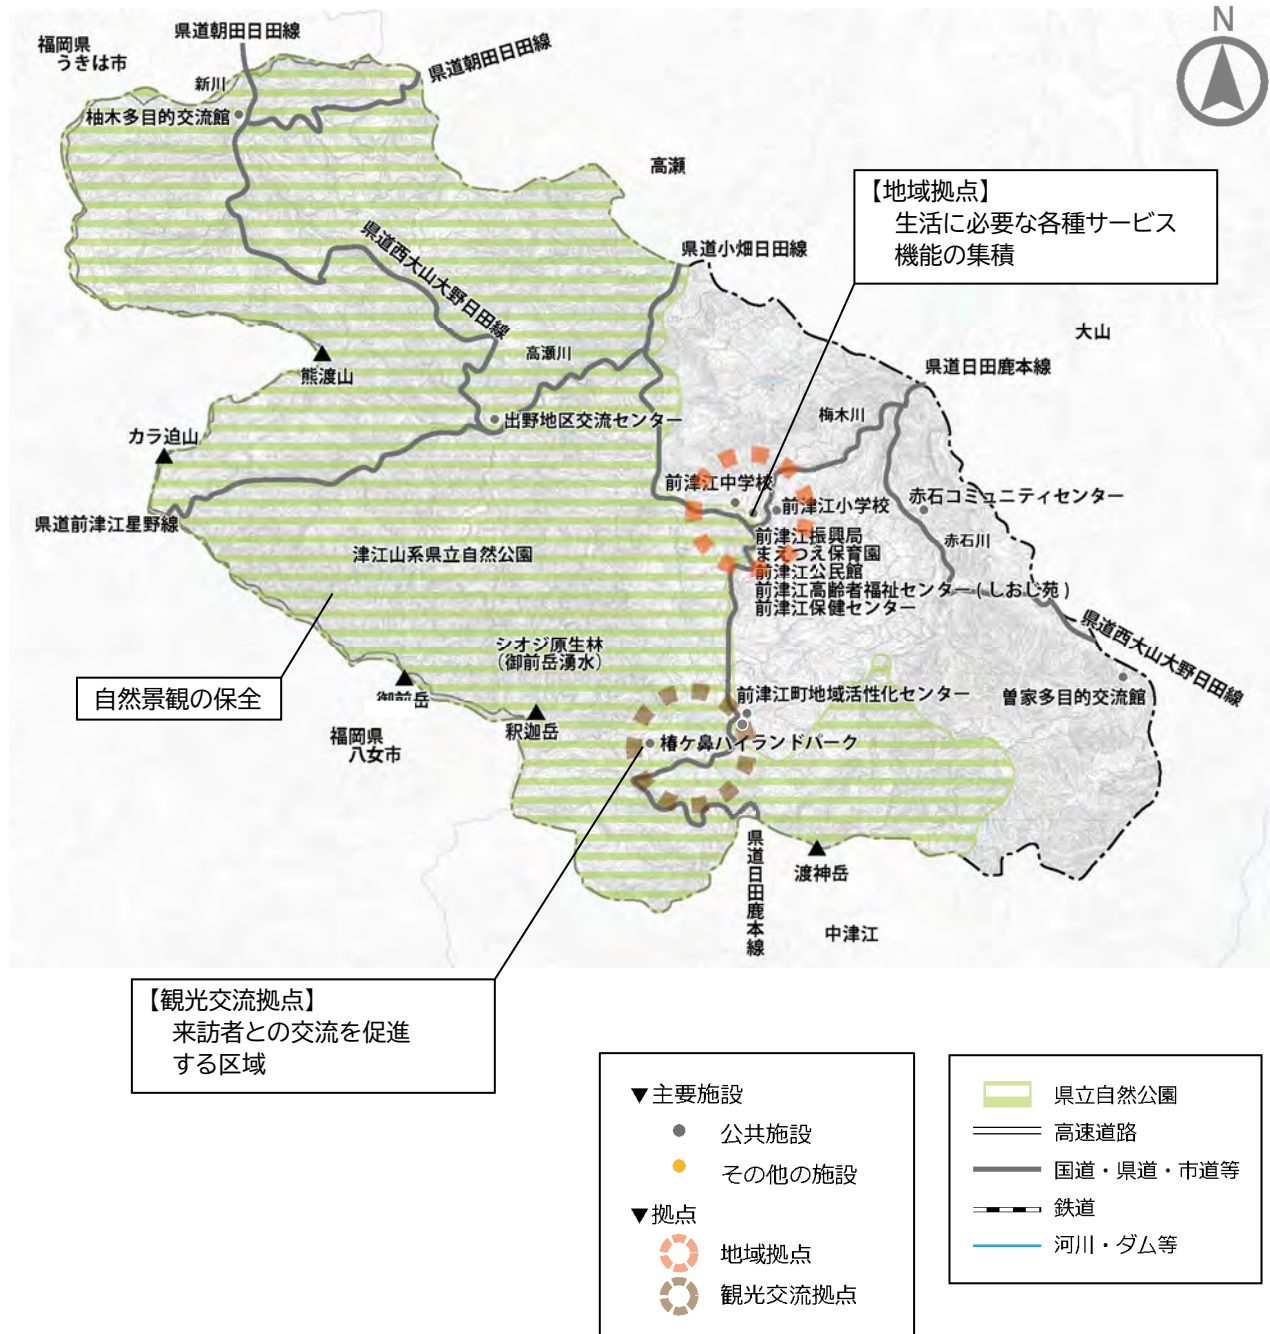 N
県道朝田日田線
福岡県
うきは市
県道朝田日田線
新川
柚木多目的交流館
高瀬
【地域拠点】
生活に必要な各種サービス
機能の集積
県道小畑日田線
県道西大山大野日田線
大山
高瀬川
県道日田鹿本線
熊渡山
梅木川
出野地区交流センター
カラ迫山
前津江中学校
前津江小学校
赤石コミュニティセンター
県道前津江星野線
前津江振興局
赤石川
まえつえ保育園
津江山系県立自然公園
前津江公民館
前津江高齢者福祉センター(しおじ苑)
前津江保健センター
県道西大山大野日田線
シオジ原生林
(御前岳湧水)
自然景観の保全
御前岳
前津江町地域活性化センター
曽家多目的交流館
釈迦岳
福岡県
八女市
椿ケ鼻ハイランドパーク
県道日田鹿本線
渡神岳
中津江
【観光交流拠点】
来訪者との交流を促進
する区域
▼主要施設
公共施設
その他の施設
▼拠点
地域拠点
観光交流拠点
県立自然公園
高速道路
国道・県道・市道等
鉄道
河川・ダム等